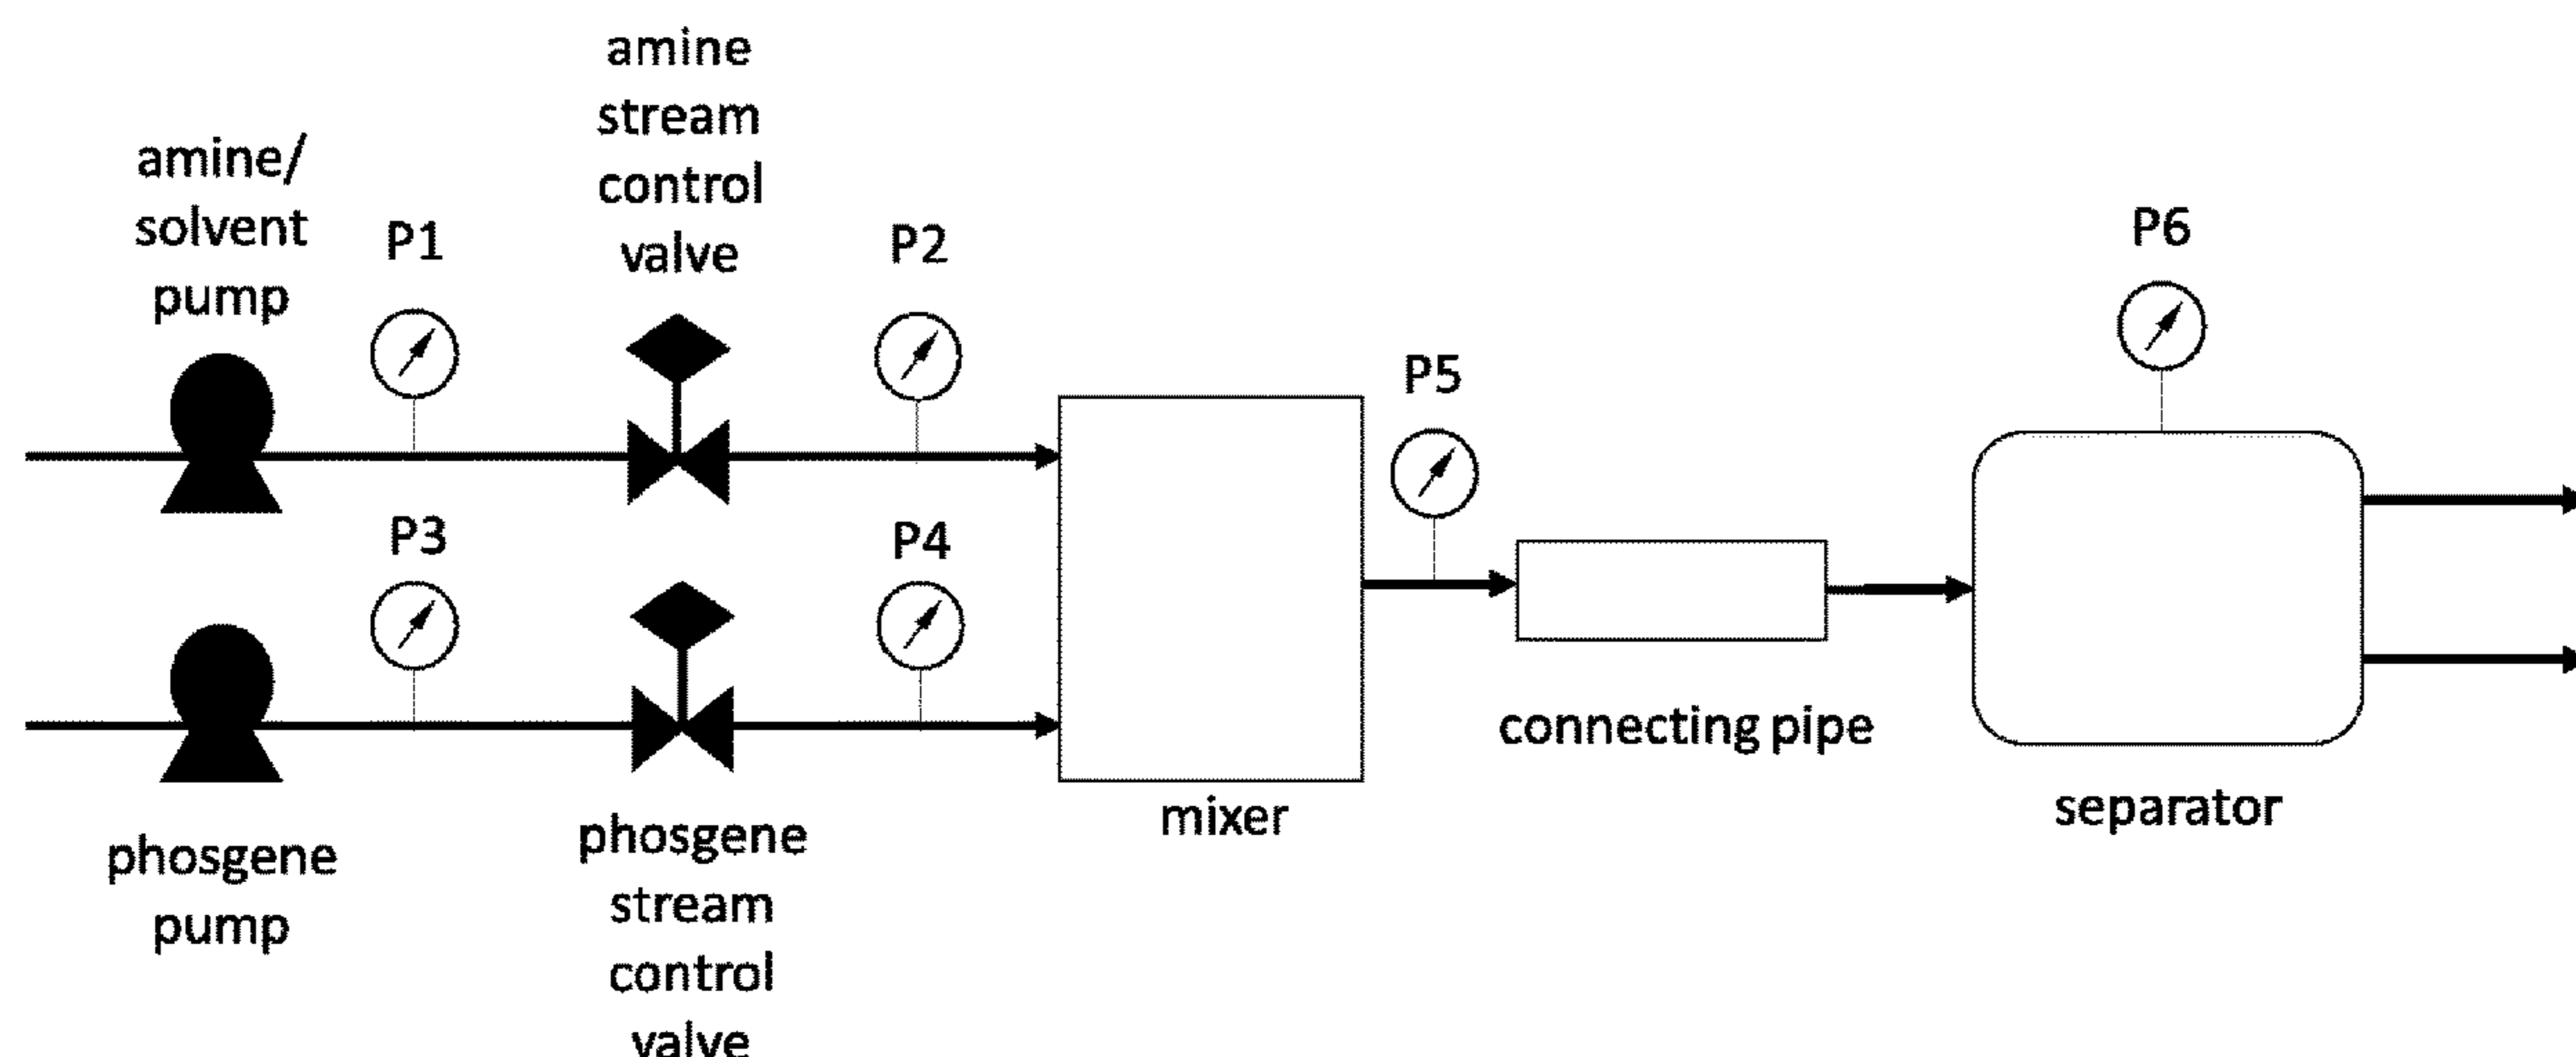 amine/
solvent
pump
P1
amine
stream
control
valve
P2
P3
P4
phosgene
pump
phosgene
stream
control
valve
mixer
P5
connecting pipe
P6
separator